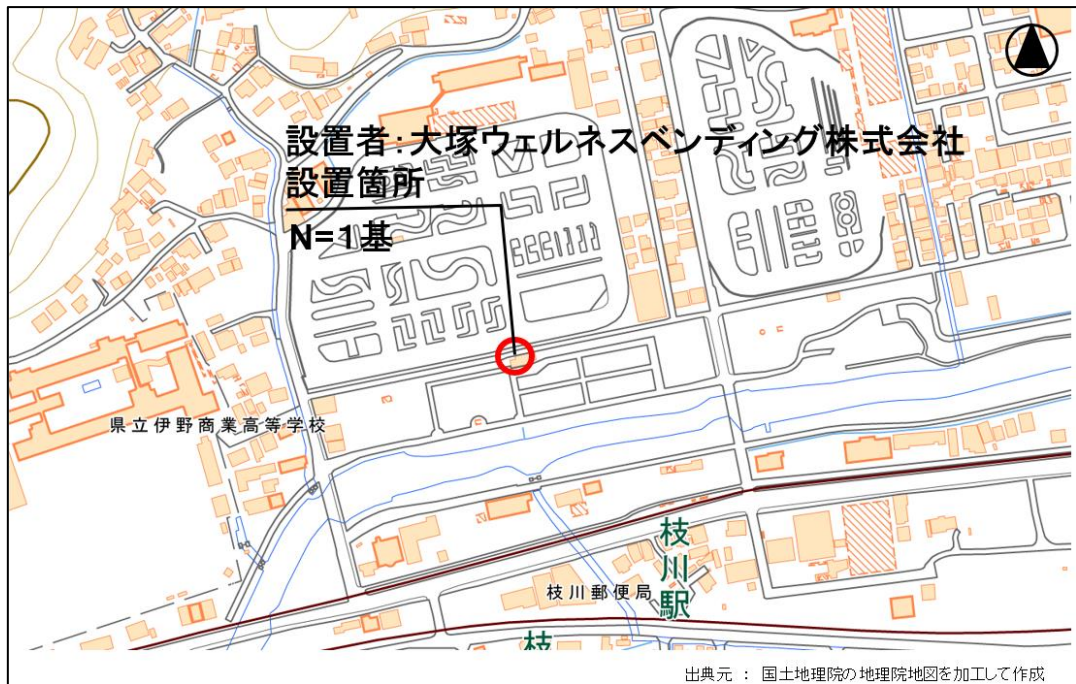 設置者:大塚ウェルネスベンディング株式会社
設置箇所
N=1基
県立伊野商業高等学校
枝川駅
枝川郵便局
枝
出典元 : 国土地理院の地理院地図を加工して作成